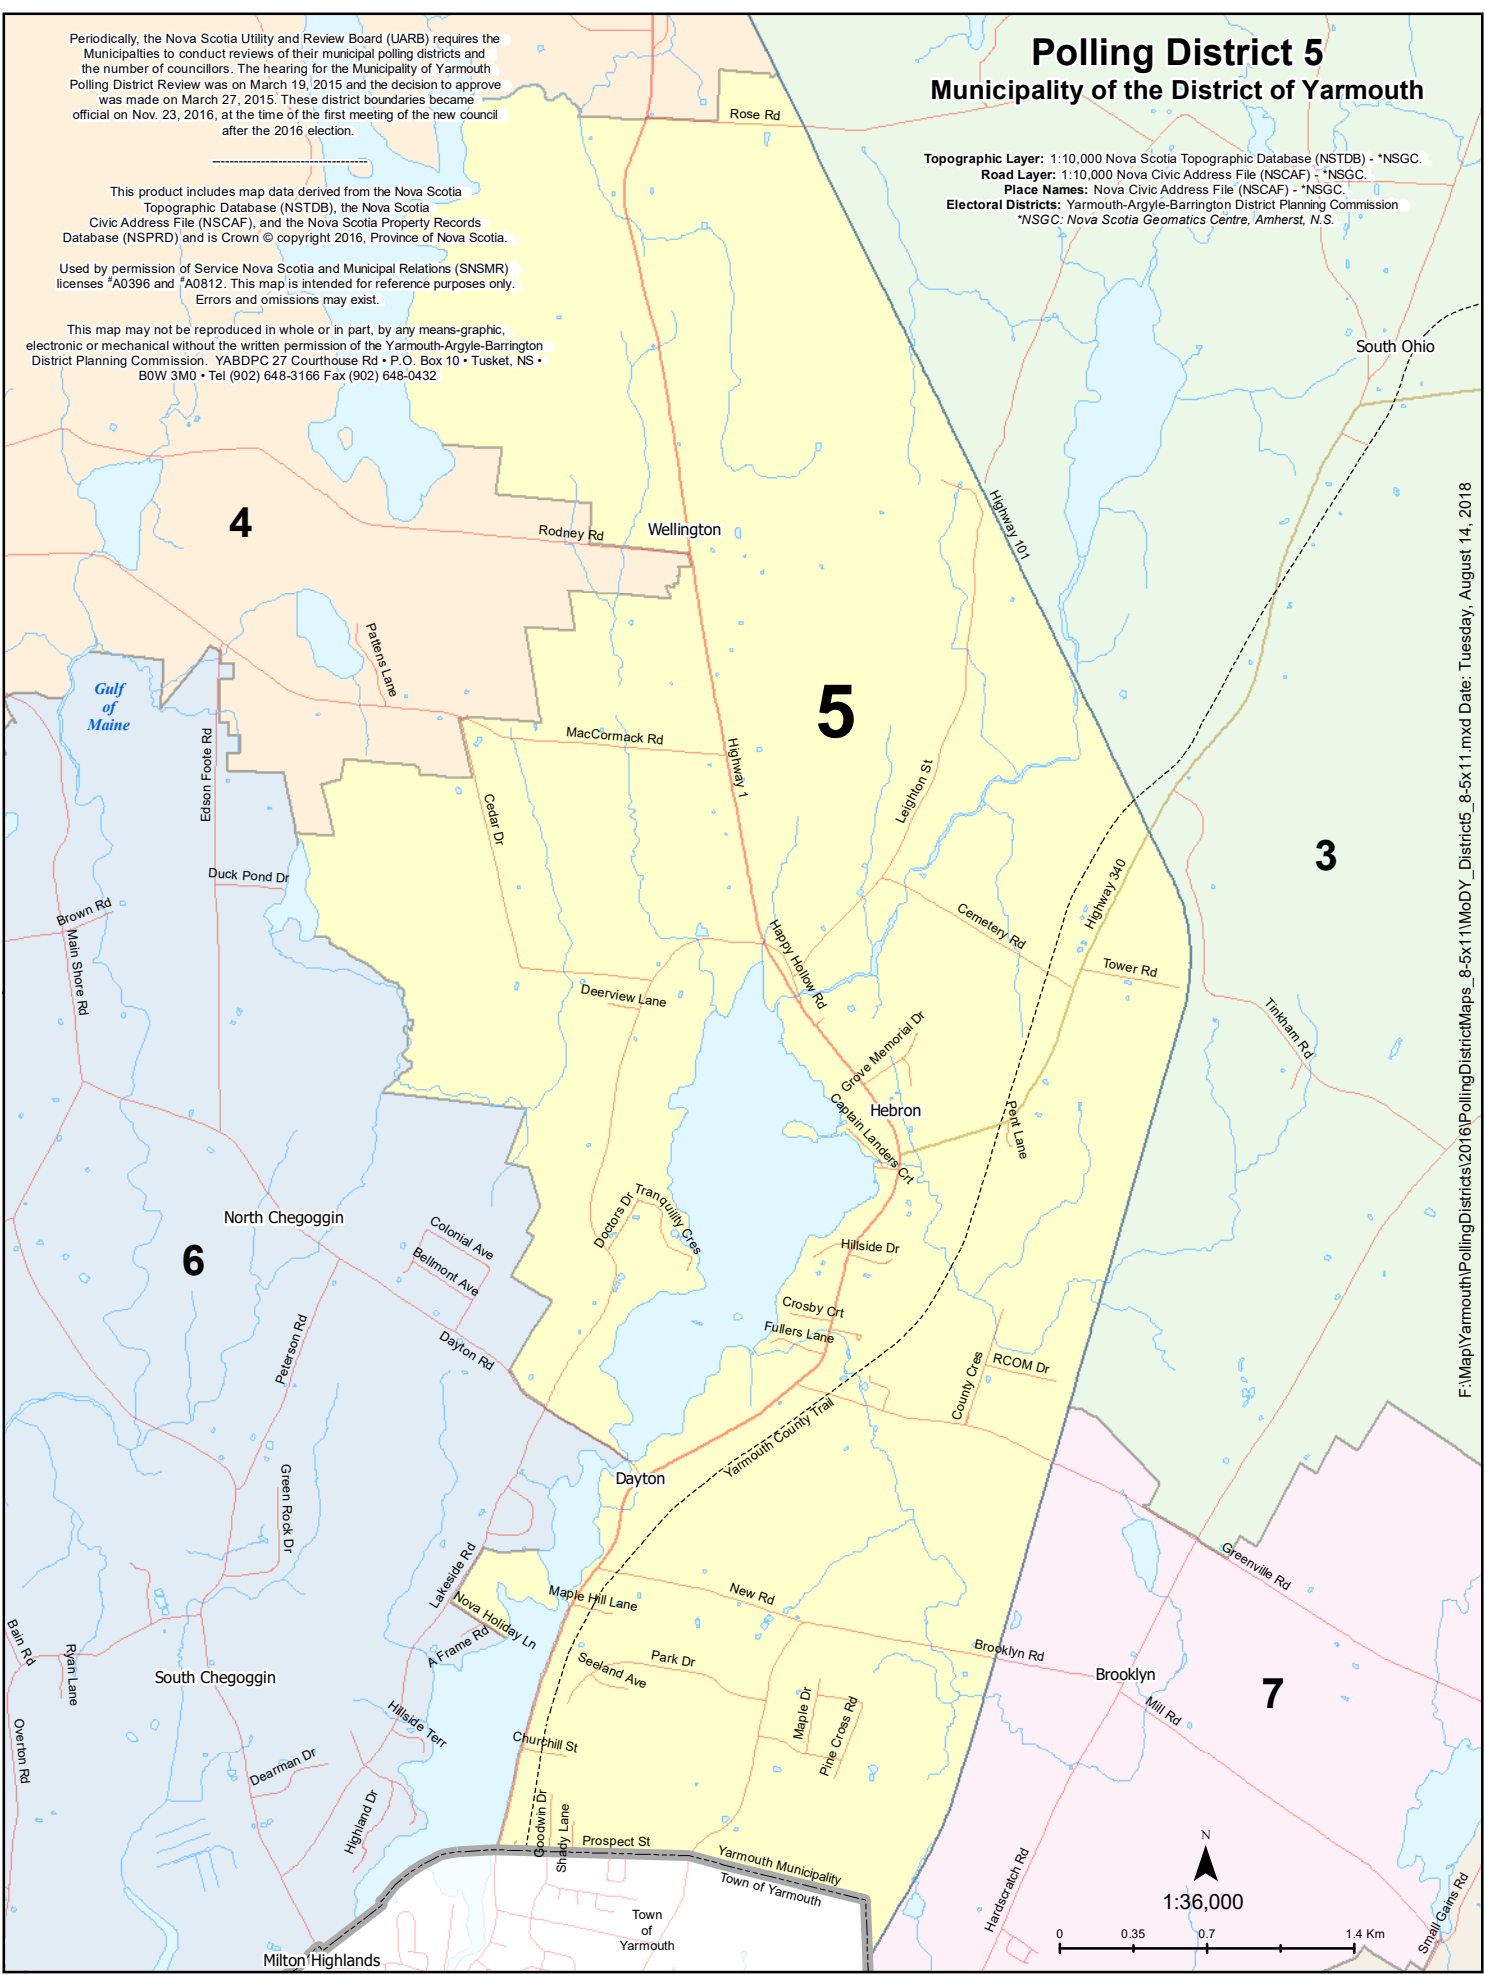 Polling District 5
Municipality of the District of Yarmouth
Periodically, the Nova Scotia Utility and Review Board (UARB) requires the
Municipalties to conduct reviews of their municipal polling districts and
the number of councillors. The hearing for the Municipality of Yarmouth
Polling District Review was on March 19, 2015 and the decision to approve
was made on March 27, 2015. These district boundaries became
official on Nov. 23, 2016, at the time of the first meeting of the new council
after the 2016 election.
------------------------------------
This product includes map data derived from the Nova Scotia
Topographic Database (NSTDB), the Nova Scotia
Civic Address File (NSCAF), and the Nova Scotia Property Records
Database (NSPRD) and is Crown © copyright 2016, Province of Nova Scotia.
Used by permission of Service Nova Scotia and Municipal Relations (SNSMR)
licenses #A0396 and #A0812. This map is intended for reference purposes only.
Errors and omissions may exist.
This map may not be reproduced in whole or in part, by any means-graphic,
electronic or mechanical without the written permission of the Yarmouth-Argyle-Barrington
District Planning Commission. YABDPC 27 Courthouse Rd • P.O. Box 10 • Tusket, NS •
B0W 3M0 • Tel (902) 648-3166 Fax (902) 648-0432
Topographic Layer: 1:10,000 Nova Scotia Topographic Database (NSTDB) - *NSGC.
Road Layer: 1:10,000 Nova Civic Address File (NSCAF) - *NSGC.
Place Names: Nova Civic Address File (NSCAF) - *NSGC.
Electoral Districts: Yarmouth-Argyle-Barrington District Planning Commission
*NSGC: Nova Scotia Geomatics Centre, Amherst, N.S.
Rose Rd
South Ohio
Highway 101
4
Rodney Rd
Wellington
Pattens Lane
Gulf
of
Maine
5
MacCormack Rd
Highway 1
Edson Foote Rd
Cedar Dr
Leighton St
3
Duck Pond Dr
Highway 340
Brown Rd
Main Shore Rd
Cemetery Rd
Happy Hollow Rd
Tower Rd
Deerview Lane
Tinkham Rd
Grove Memorial Dr
Captain Landers Crt
Hebron
Pent Lane
North Chegoggin
6
Colonial Ave
Bellmont Ave
Doctors Dr
Tranquility Cres
Hillside Dr
Crosby Crt
Fullers Lane
Peterson Rd
Dayton Rd
County Cres
RCOM Dr
Yarmouth County Trail
Dayton
Green Rock Dr
Greenville Rd
Lakeside Rd
Nova Holiday Ln
Maple Hill Lane
New Rd
A Frame Rd
Bain Rd
Ryan Lane
South Chegoggin
Seeland Ave
Park Dr
Brooklyn Rd
Brooklyn
7
Mill Rd
Maple Dr
Pine Cross Rd
Hillside Terr
Overton Rd
Churchill St
Dearman Dr
Highland Dr
Goodwin Dr
Shady Lane
Prospect St
Yarmouth Municipality
Town of Yarmouth
Town
of
Yarmouth
Milton Highlands
Hardscratch Rd
Small Gains Rd
N
1:36,000
0 0.35 0.7 1.4 Km
F:\Map\Yarmouth\PollingDistricts\2016\PollingDistrictMaps_8-5x11\MoDY_District5_8-5x11.mxd Date: Tuesday, August 14, 2018